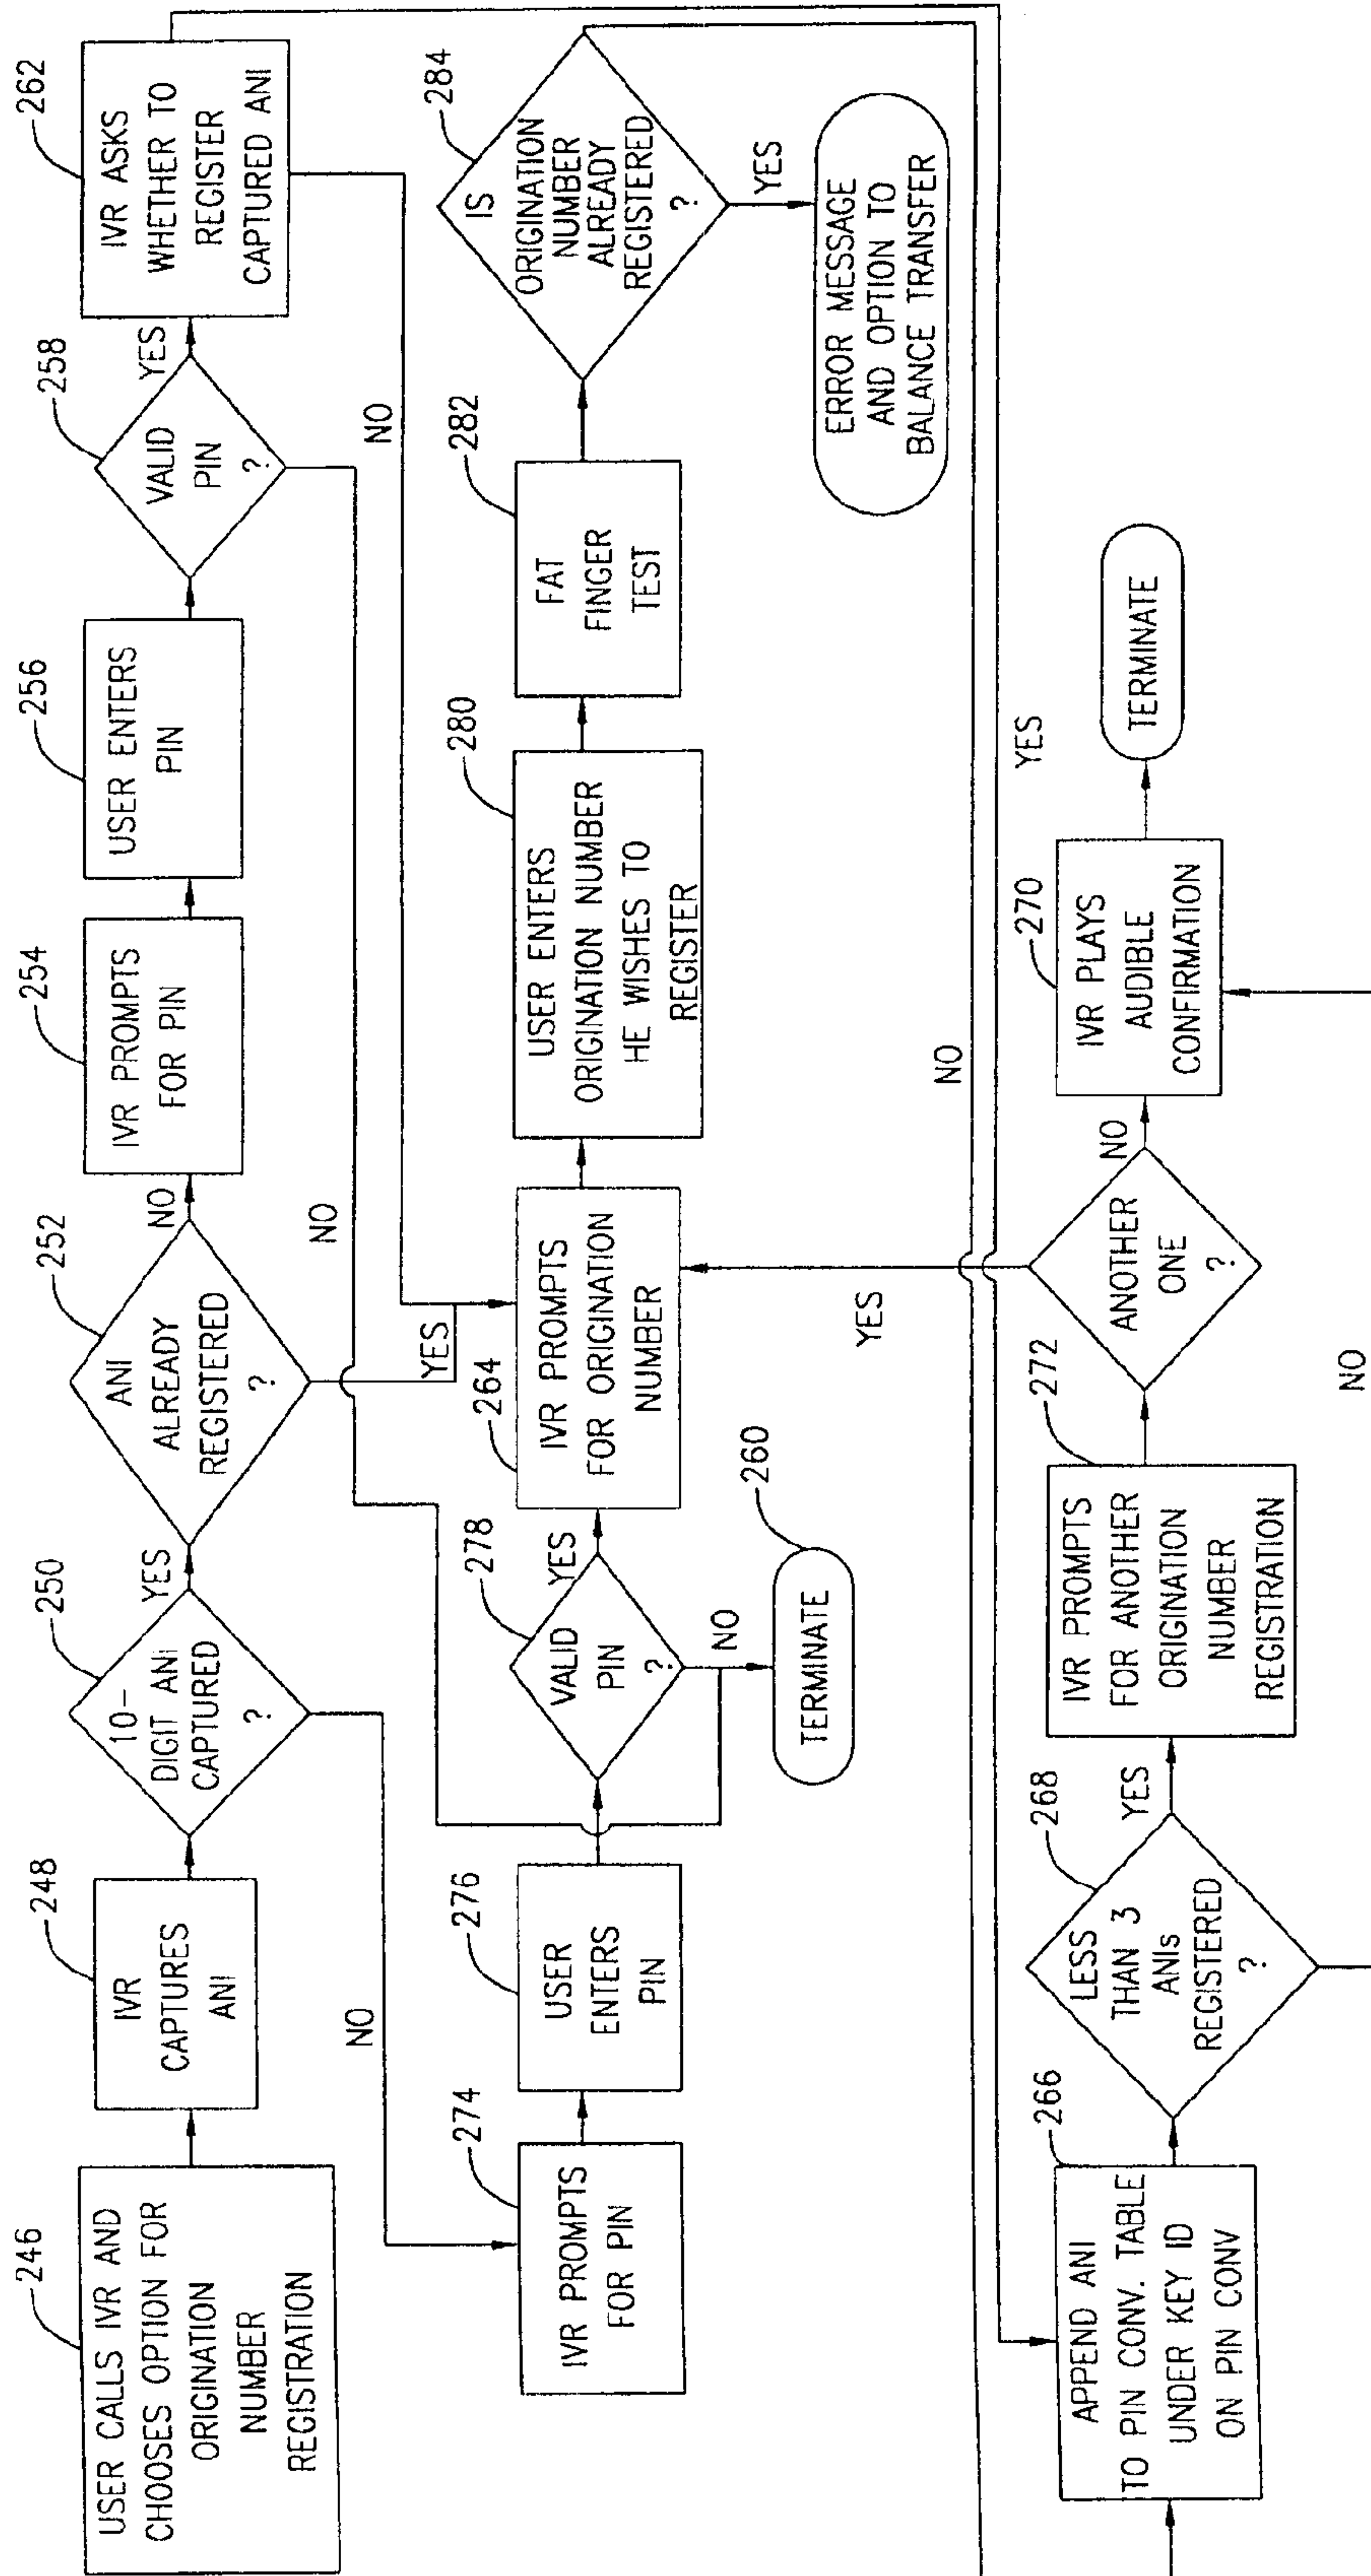 246
USER CALLS IVR AND
CHOOSES OPTION FOR
ORIGINATION
NUMBER
REGISTRATION
248
IVR
CAPTURES
ANI
250
10-
DIGIT ANI
CAPTURED
?
YES
NO
252
ANI
ALREADY
REGISTERED
?
NO
YES
254
IVR PROMPTS
FOR PIN
256
USER ENTERS
PIN
258
VALID
PIN
?
YES
NO
262
IVR ASKS
WHETHER TO
REGISTER
CAPTURED ANI
NO
274
IVR PROMPTS
FOR PIN
276
USER
ENTERS
PIN
278
VALID
PIN
?
YES
NO
260
TERMINATE
264
IVR PROMPTS
FOR ORIGINATION
NUMBER
280
USER ENTERS
ORIGINATION NUMBER
HE WISHES TO
REGISTER
282
FAT
FINGER
TEST
284
IS
ORIGINATION
NUMBER
ALREADY
REGISTERED
?
YES
ERROR MESSAGE
AND OPTION TO
BALANCE TRANSFER
NO
YES
266
APPEND ANI
TO PIN CONV. TABLE
UNDER KEY ID
ON PIN CONV
268
LESS
THAN 3
ANIs
REGISTERED
?
YES
NO
272
IVR PROMPTS
FOR ANOTHER
ORIGINATION
NUMBER
REGISTRATION
ANOTHER
ONE
?
NO
YES
270
IVR PLAYS
AUDIBLE
CONFIRMATION
TERMINATE